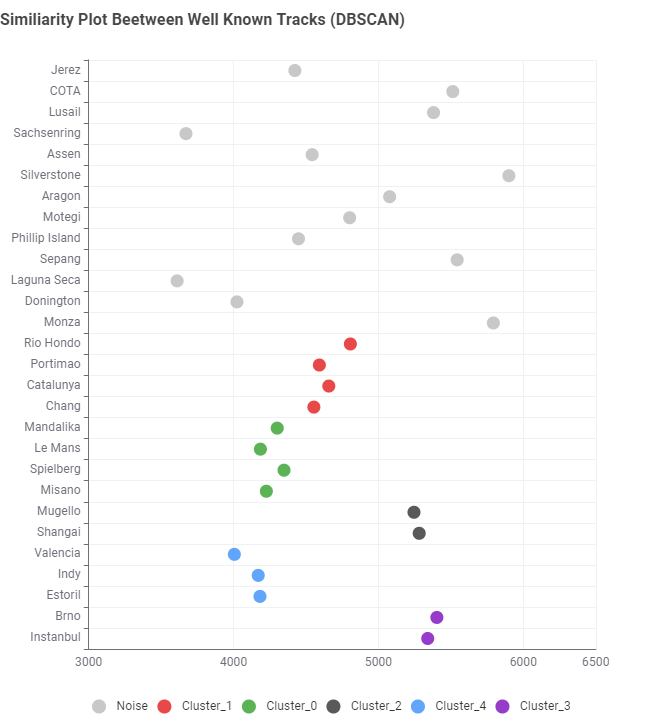 Similiarity Plot Beetween Well Known Tracks (DBSCAN)
Jerez
COTA
Lusail
Sachsenring
Assen
Silverstone
Aragon
Motegi
Phillip Island
Sepang
Laguna Seca
Donington
Monza
Rio Hondo
Portimao
Catalunya
Chang
Mandalika
Le Mans
Spielberg
Misano
Mugello
Shangai
Valencia
Indy
Estoril
Brno
Instanbul
3000 4000 5000 6000 6500
Noise Cluster_1 Cluster_0 Cluster_2 Cluster_4 Cluster_3